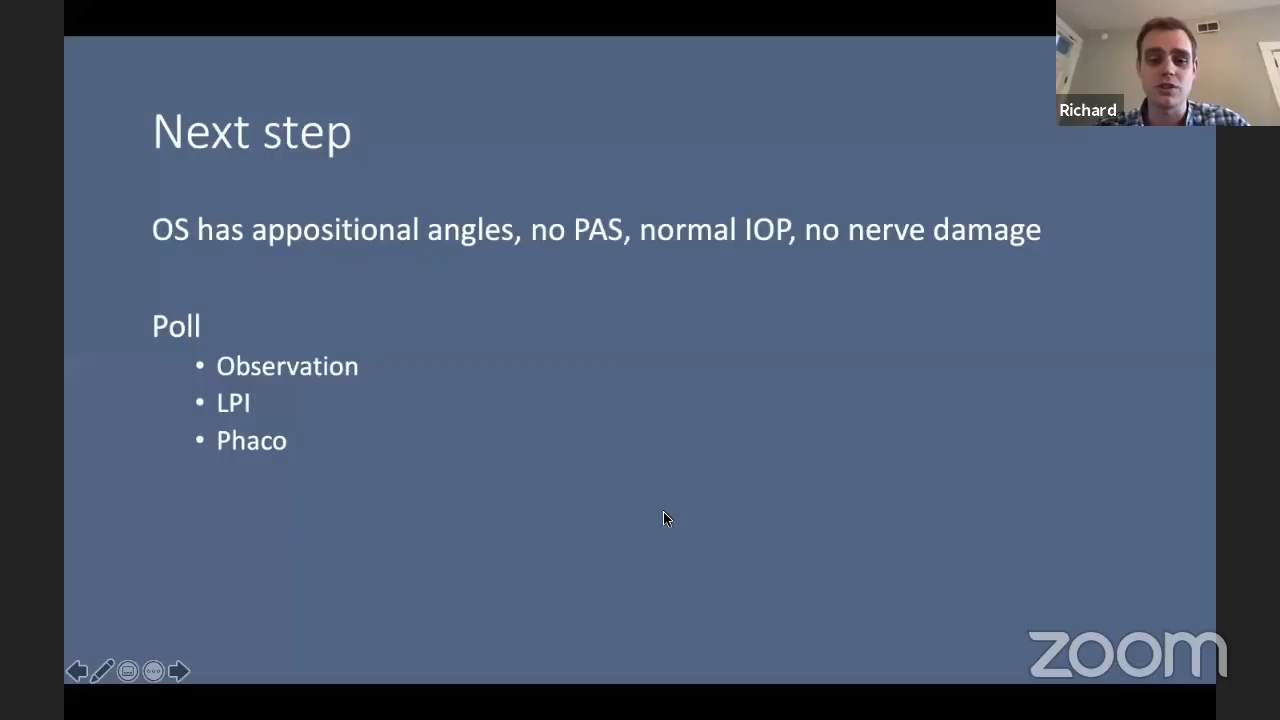 Richard
Next step
OS has appositional angles, no PAS, normal IOP, no nerve damage
Poll
• Observation
• LPI
• Phaco
zoom